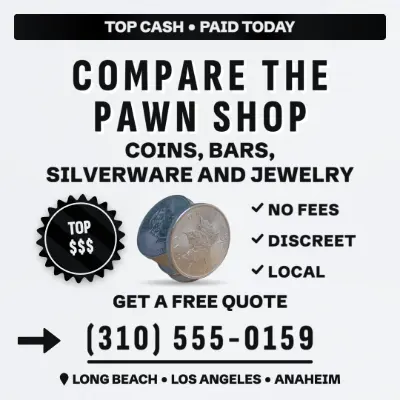 TOP CASH • PAID TODAY
COMPARE THE
PAWN SHOP
COINS, BARS,
SILVERWARE AND JEWELRY
TOP
$$$
NO FEES
DISCREET
LOCAL
GET A FREE QUOTE
(310) 555-0159
LONG BEACH • LOS ANGELES • ANAHEIM